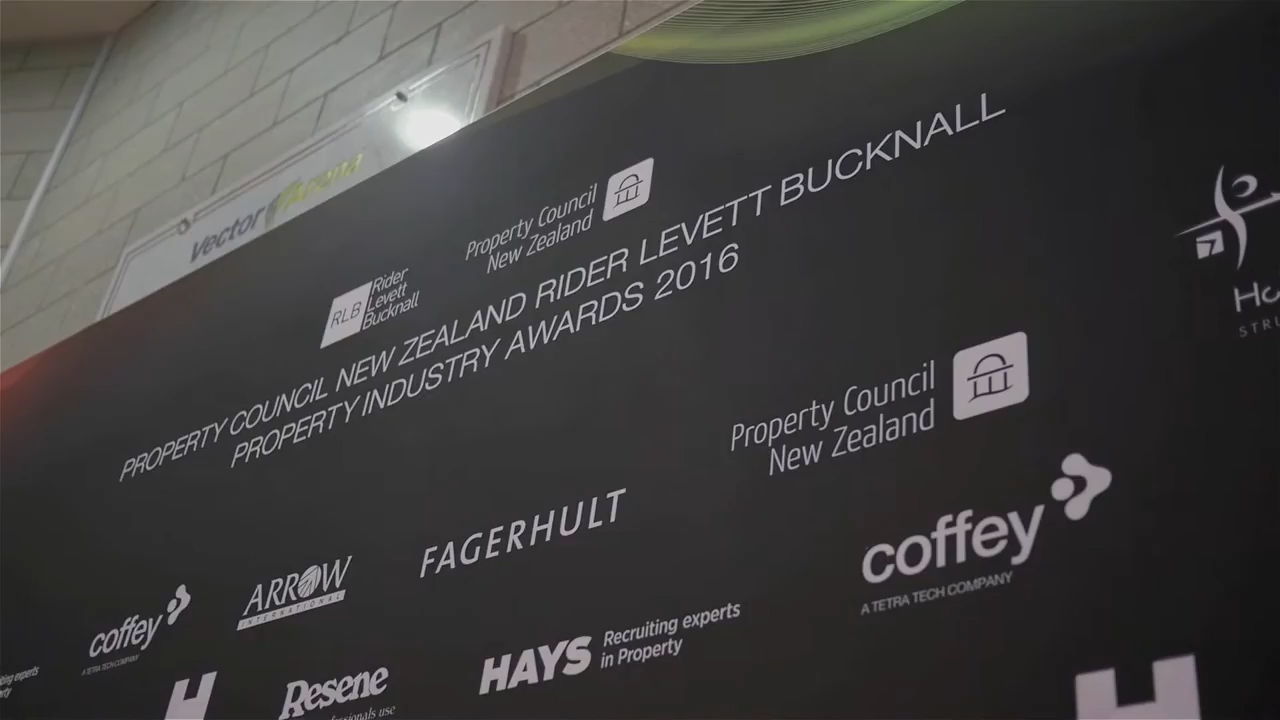 Vector Arena
Property Council
New Zealand
RLB
Rider
Levett
Bucknall
PROPERTY COUNCIL NEW ZEALAND RIDER LEVETT BUCKNALL
PROPERTY INDUSTRY AWARDS 2016
Property Council
New Zealand
FAGERHULT
coffey
A TETRA TECH COMPANY
ARROW
INTERNATIONAL
coffey
A TETRA TECH COMPANY
HAYS
Recruiting experts
in Property
experts
Resene
use
H
H